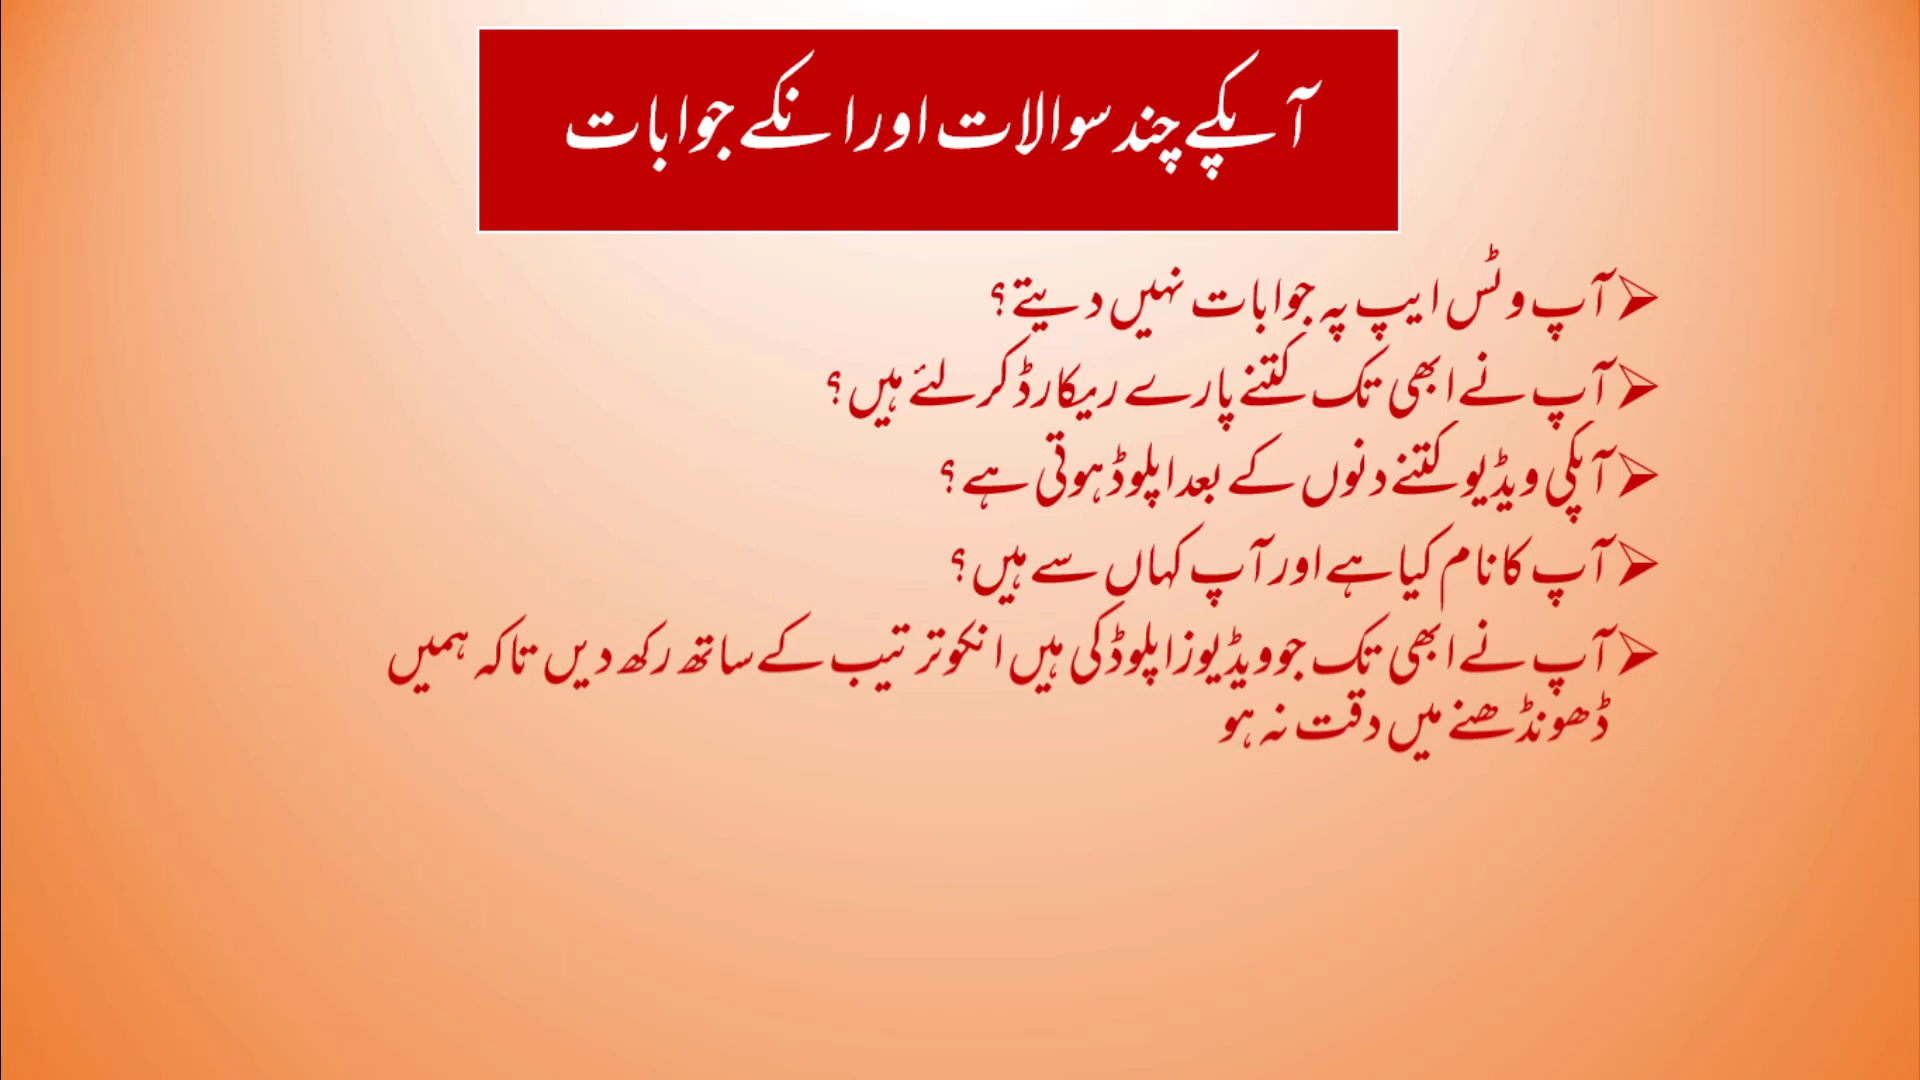 آپکے چند سوالات اور انکے جوابات
آپ وٹس ایپ پہ جوابات نہیں دیتے؟
آپ نے ابھی تک کتنے پارے ریکارڈ کر لئے ہیں؟
آپکی ویڈیو کتنے دنوں کے بعد اپلوڈ ہوتی ہے؟
آپ کا نام کیا ہے اور آپ کہاں سے ہیں؟
آپ نے ابھی تک جو ویڈیوز اپلوڈ کی ہیں انکو ترتیب کے ساتھ رکھ دیں تاکہ ہمیں
ڈھونڈھنے میں دقت نہ ہو